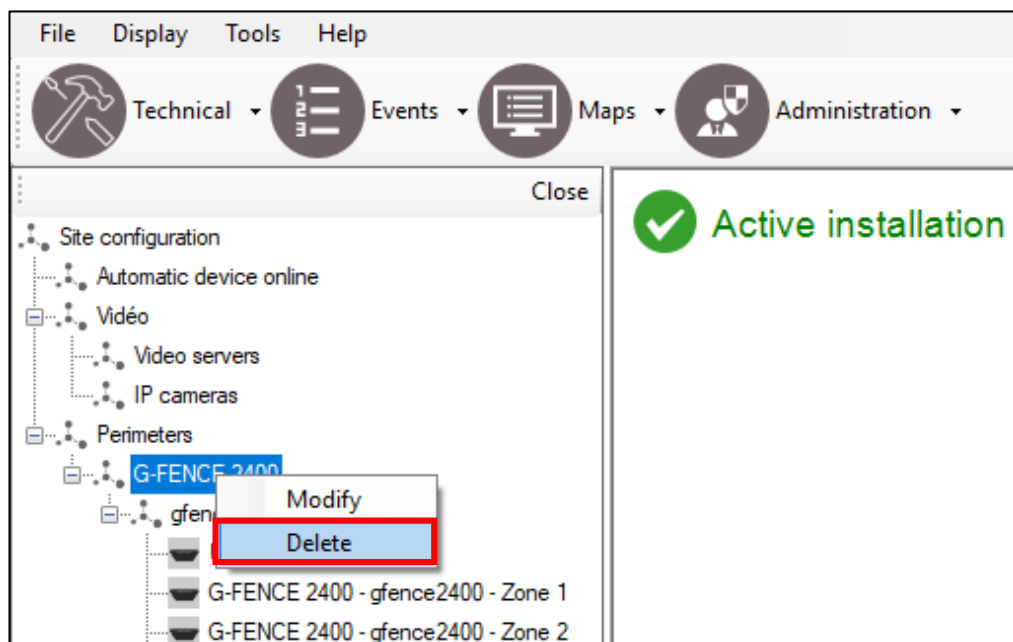 File Display Tools Help
Technical Events Maps Administration
Close
Active installation
Site configuration
Automatic device online
Vidéo
Video servers
IP cameras
Perimeters
G-FENCE 2400
Modify
Delete
G-FENCE 2400 - gfence2400 - Zone 1
G-FENCE 2400 - gfence2400 - Zone 2